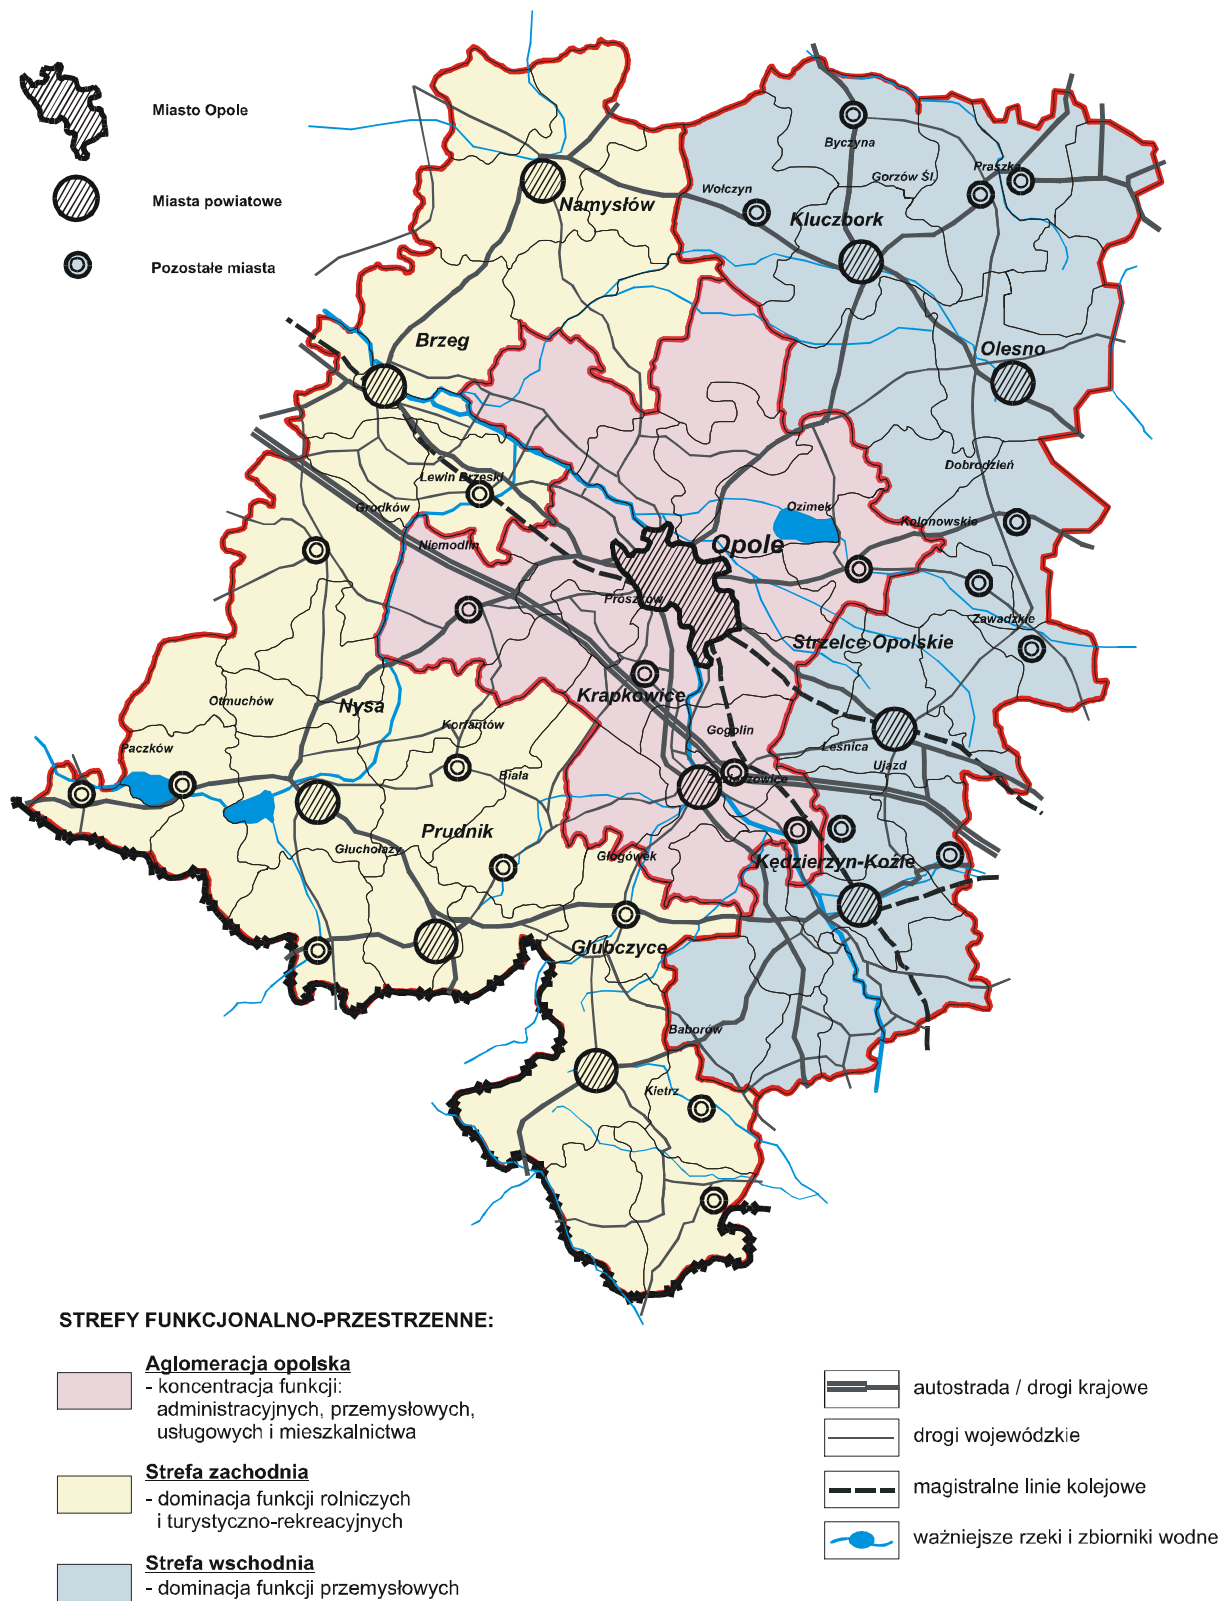 Miasto Opole
Miasta powiatowe
Pozostałe miasta
Byczyna
Praszka
Gorzów Śl.
Wołczyn
Namysłów
Kluczbork
Brzeg
Olesno
Dobrodzień
Lewin Brzeski
Grodków
Ozimek
Kolonowskie
Niemodlin
Opole
Prószków
Zawadzkie
Strzelce Opolskie
Krapkowice
Otmuchów
Nysa
Korfantów
Gogolin
Leśnica
Paczków
Ujazd
Biała
Zdzieszowice
Prudnik
Głuchołazy
Głogówek
Kędzierzyn-Koźle
Głubczyce
Baborów
Kietrz
STREFY FUNKCJONALNO-PRZESTRZENNE:
Aglomeracja opolska
- koncentracja funkcji:
administracyjnych, przemysłowych,
usługowych i mieszkalnictwa
Strefa zachodnia
- dominacja funkcji rolniczych
i turystyczno-rekreacyjnych
Strefa wschodnia
- dominacja funkcji przemysłowych
autostrada / drogi krajowe
drogi wojewódzkie
magistralne linie kolejowe
ważniejsze rzeki i zbiorniki wodne